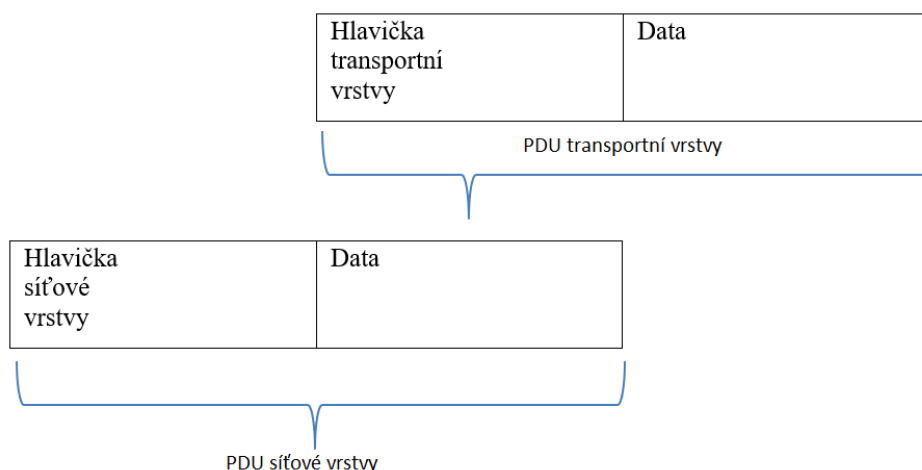 Hlavička
transportní
vrstvy
Data
PDU transportní vrstvy
Hlavička
síťové
vrstvy
Data
PDU síťové vrstvy